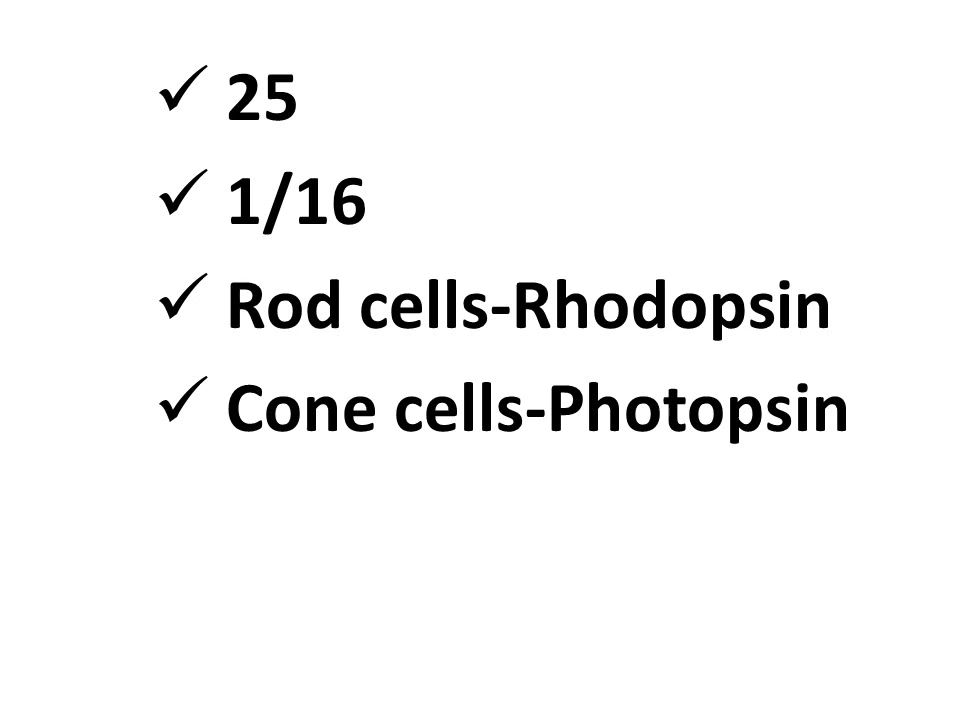 ✓ 25
✓ 1/16
✓ Rod cells-Rhodopsin
✓ Cone cells-Photopsin